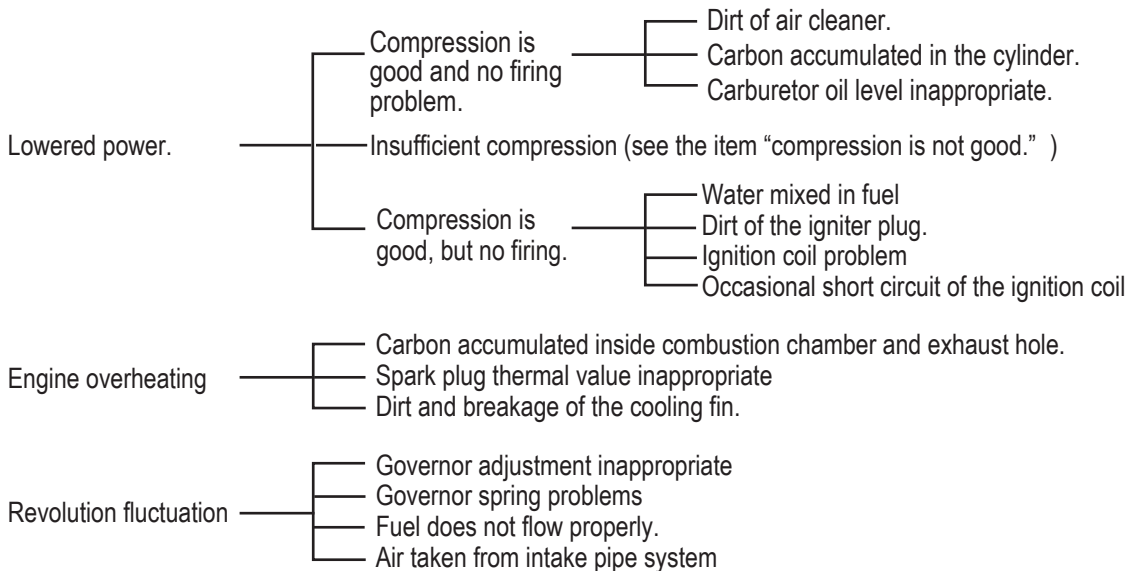 Lowered power.
Compression is
good and no firing
problem.
Dirt of air cleaner.
Carbon accumulated in the cylinder.
Carburetor oil level inappropriate.
Insufficient compression (see the item “compression is not good.” )
Compression is
good, but no firing.
Water mixed in fuel
Dirt of the igniter plug.
Ignition coil problem
Occasional short circuit of the ignition coil
Engine overheating
Carbon accumulated inside combustion chamber and exhaust hole.
Spark plug thermal value inappropriate
Dirt and breakage of the cooling fin.
Revolution fluctuation
Governor adjustment inappropriate
Governor spring problems
Fuel does not flow properly.
Air taken from intake pipe system